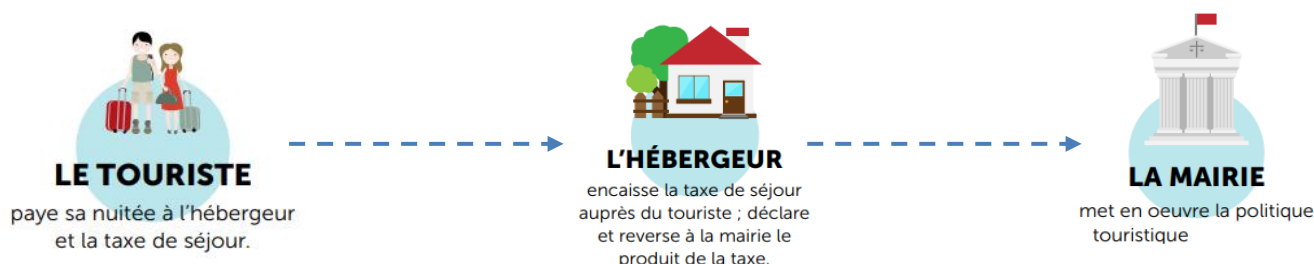 LE TOURISTE
paye sa nuitée à l'hébergeur
et la taxe de séjour.
L'HÉBERGEUR
encaisse la taxe de séjour
auprès du touriste ; déclare
et reverse à la mairie le
produit de la taxe.
LA MAIRIE
met en oeuvre la politique
touristique